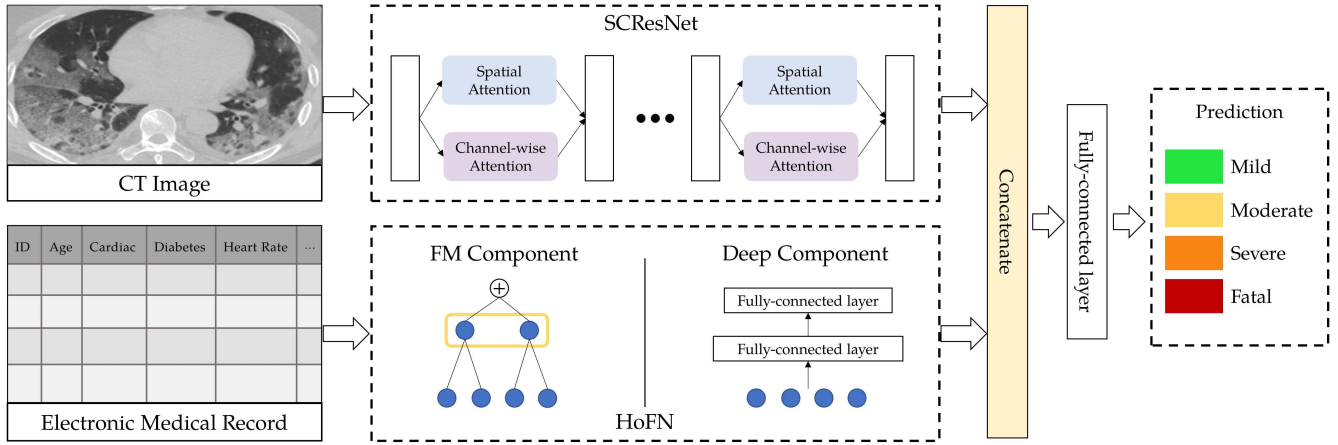 SCResNet
Spatial
Attention
Channel-wise
Attention
Spatial
Attention
Channel-wise
Attention
CT Image
ID Age Cardiac Diabetes Heart Rate ...
Electronic Medical Record
FM Component
Deep Component
Fully-connected layer
Fully-connected layer
HoFN
Concatenate
Fully-connected layer
Prediction
Mild
Moderate
Severe
Fatal